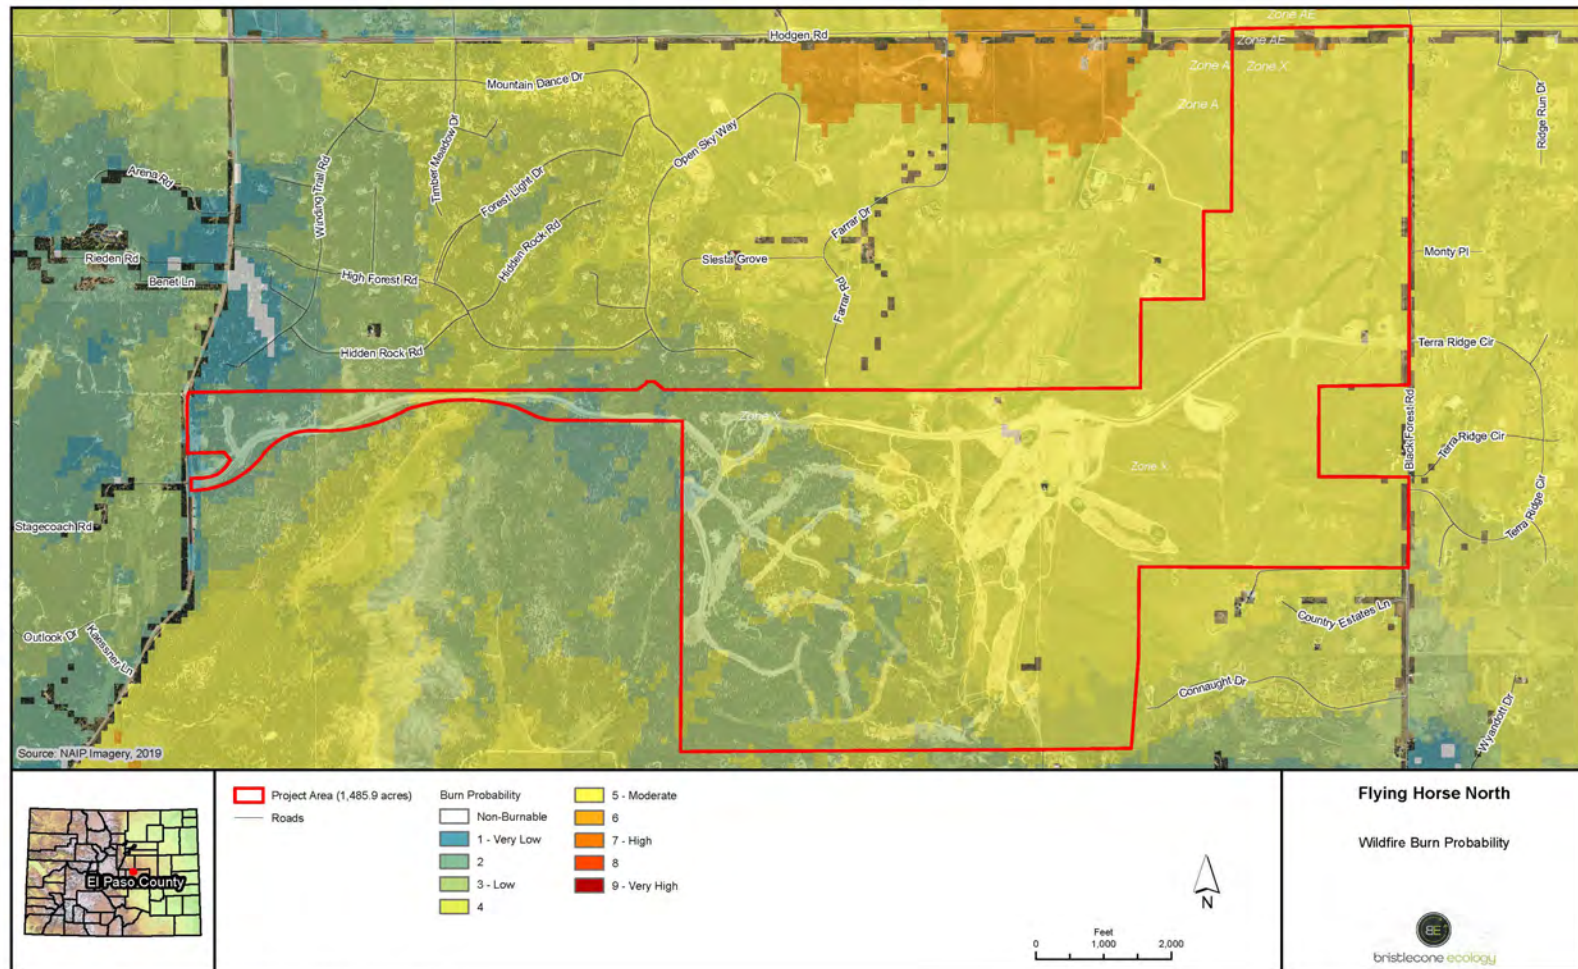 Zone AE
Hodgen Rd
Zone AE
Zone A
Zone X
Zone A
Mountain Dance Dr
Timber Meadow Dr
Open Sky Way
Ridge Run Dr
Arena Rd
Winding Trail Rd
Forest Light Dr
Hidden Rock Rd
Farrar Dr
Rieden Rd
Benet Ln
High Forest Rd
Siesta Grove
Farrar Rd
Monty Pl
Hidden Rock Rd
Terra Ridge Cir
Black Forest Rd
Zone X
Terra Ridge Cir
Zone X
Terra Ridge Cir
Stagecoach Rd
Outlook Dr
Kaessner Ln
Country Estates Ln
Connaught Dr
Wyandott Dr
Source: NAIP Imagery, 2019
El Paso County
Project Area (1,485.9 acres)
Roads
Burn Probability
Non-Burnable
1 - Very Low
2
3 - Low
4
5 - Moderate
6
7 - High
8
9 - Very High
N
Feet
0 1,000 2,000
Flying Horse North
Wildfire Burn Probability
BE
bristlecone ecology